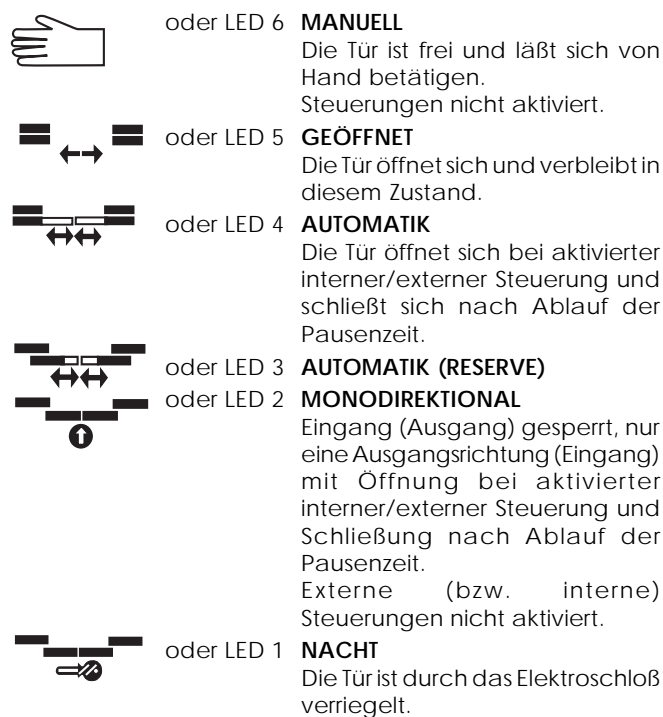 oder LED 6 MANUELL
Die Tür ist frei und läßt sich von
Hand betätigen.
Steuerungen nicht aktiviert.
oder LED 5 GEÖFFNET
Die Tür öffnet sich und verbleibt in
diesem Zustand.
oder LED 4 AUTOMATIK
Die Tür öffnet sich bei aktivierter
interner/externer Steuerung und
schließt sich nach Ablauf der
Pausenzeit.
oder LED 3 AUTOMATIK (RESERVE)
oder LED 2 MONODIREKTIONAL
Eingang (Ausgang) gesperrt, nur
eine Ausgangsrichtung (Eingang)
mit Öffnung bei aktivierter
interner/externer Steuerung und
Schließung nach Ablauf der
Pausenzeit.
Externe (bzw. interne)
Steuerungen nicht aktiviert.
oder LED 1 NACHT
Die Tür ist durch das Elektroschloß
verriegelt.